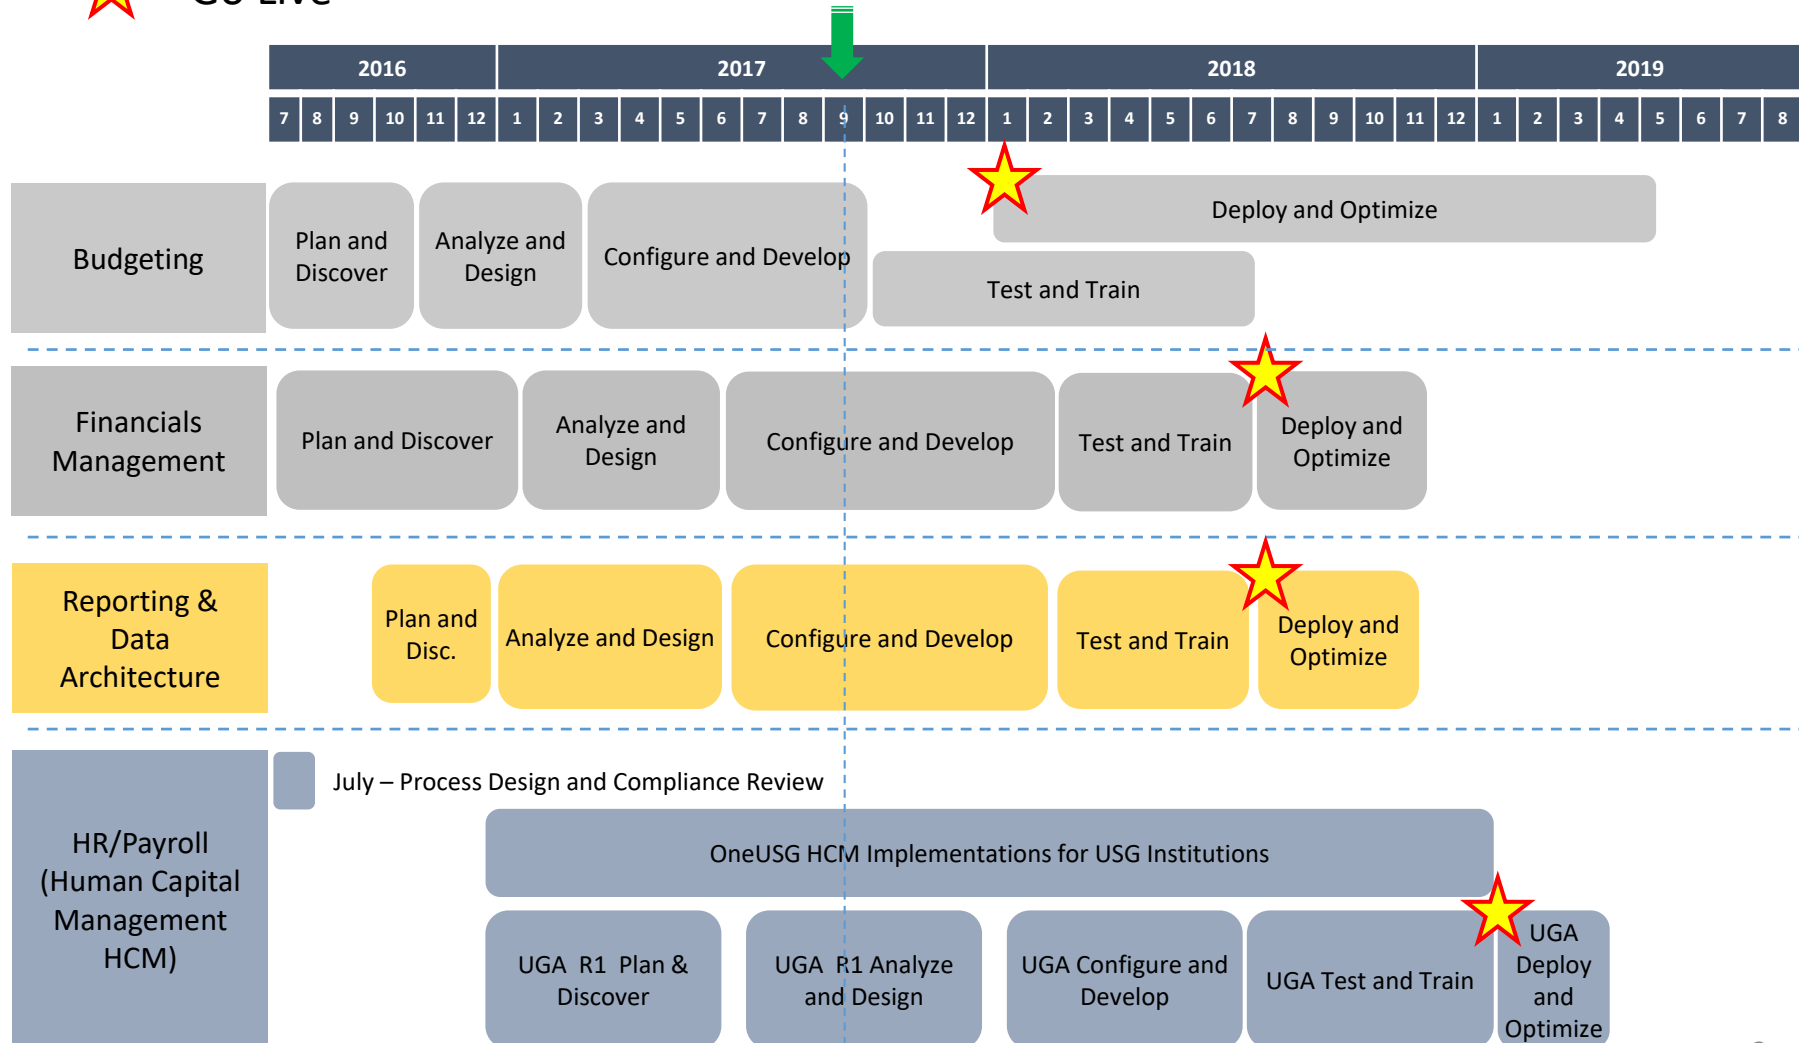 Go-Live
2016 2017 2018 2019
7 8 9 10 11 12 1 2 3 4 5 6 7 8 9 10 11 12 1 2 3 4 5 6 7 8 9 10 11 12 1 2 3 4 5 6 7 8
Budgeting
Plan and
Discover
Analyze and
Design
Configure and Develop
Deploy and Optimize
Test and Train
Financials
Management
Plan and Discover
Analyze and
Design
Configure and Develop
Test and Train
Deploy and
Optimize
Reporting &
Data
Architecture
Plan and
Disc.
Analyze and Design
Configure and Develop
Test and Train
Deploy and
Optimize
HR/Payroll
(Human Capital
Management
HCM)
July – Process Design and Compliance Review
OneUSG HCM Implementations for USG Institutions
UGA R1 Plan &
Discover
UGA R1 Analyze
and Design
UGA Configure and
Develop
UGA Test and Train
UGA
Deploy
and
Optimize